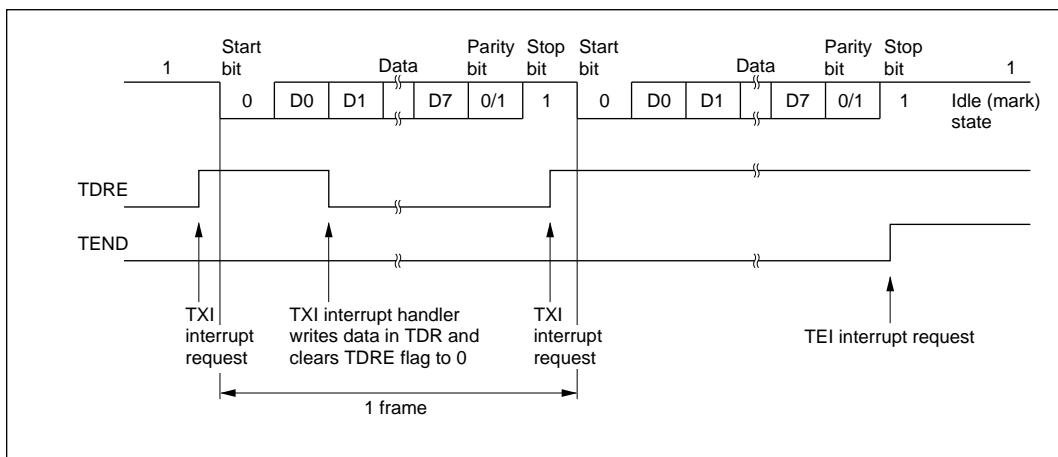 Start bit
Data
Parity bit
Stop bit
Start bit
Data
Parity bit
Stop bit
1
1
0
D0
D1
D7
0/1
1
0
D0
D1
D7
0/1
1
Idle (mark) state
TDRE
TEND
TXI interrupt request
TXI interrupt handler writes data in TDR and clears TDRE flag to 0
TXI interrupt request
TEI interrupt request
1 frame